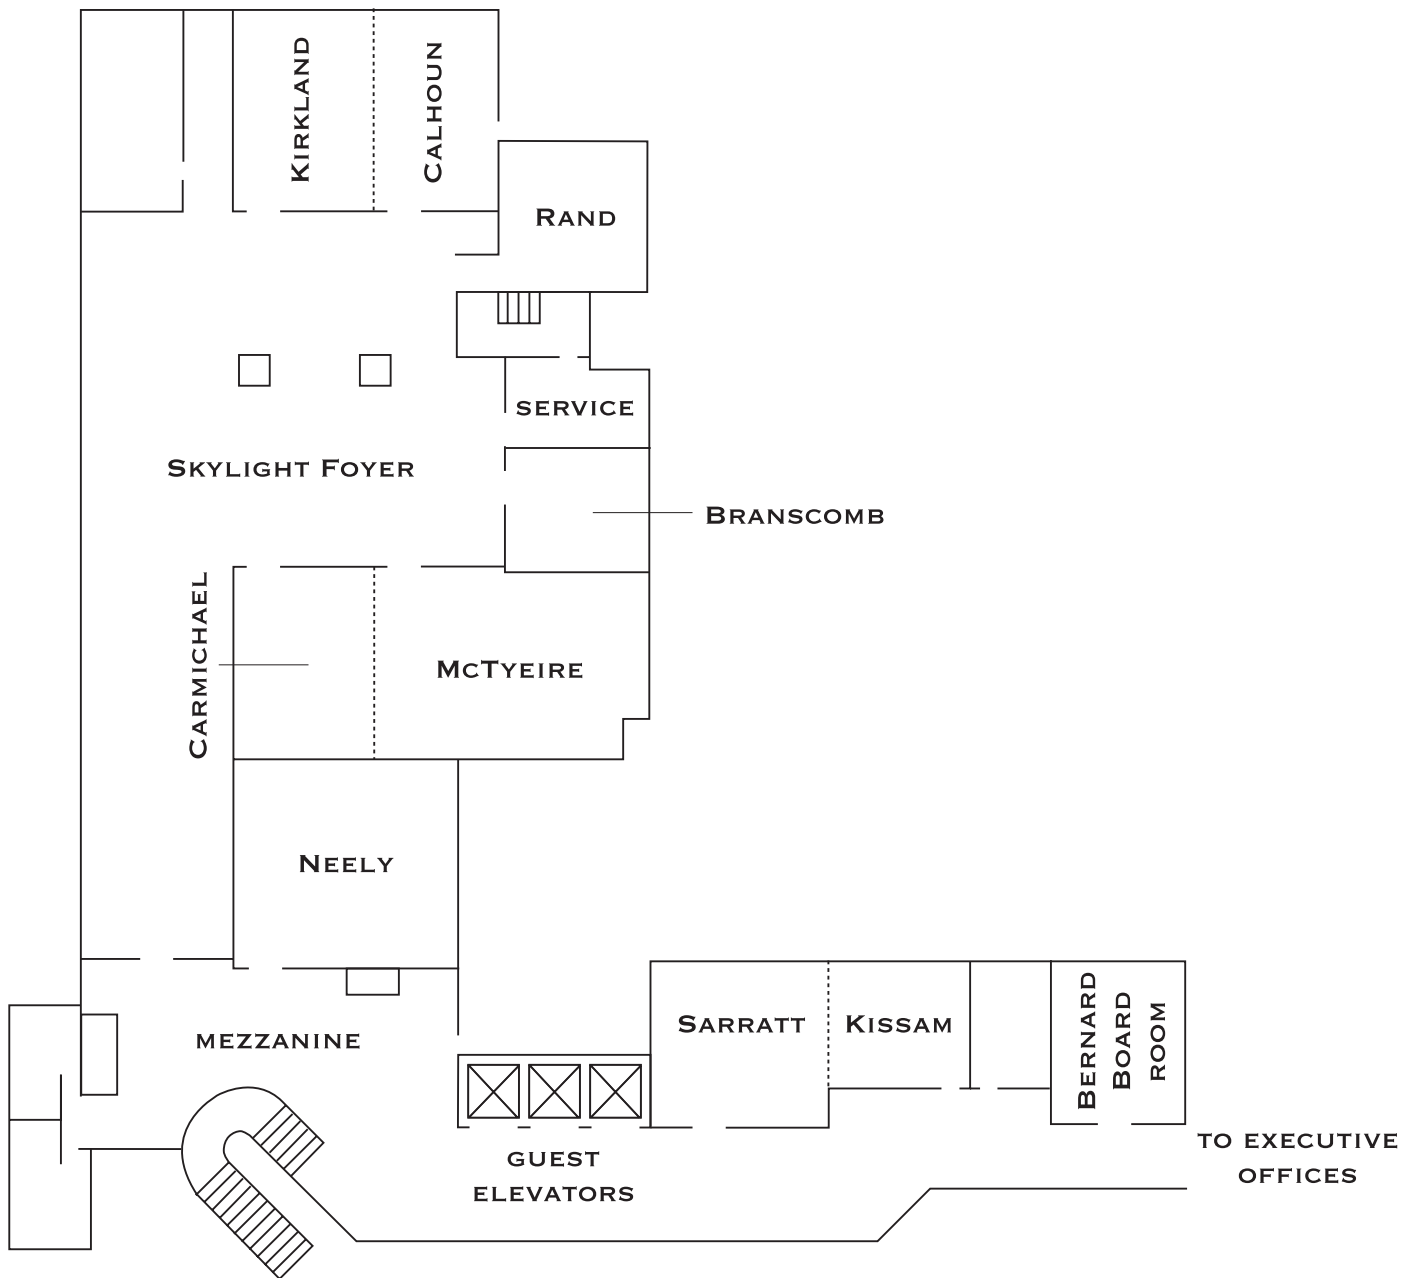 KIRKLAND
CALHOUN
RAND
SERVICE
SKYLIGHT FOYER
BRANSCOMB
CARMICHAEL
MCTYEIRE
NEELY
MEZZANINE
SARRATT
KISSAM
BERNARD
BOARD
ROOM
GUEST
ELEVATORS
TO EXECUTIVE
OFFICES